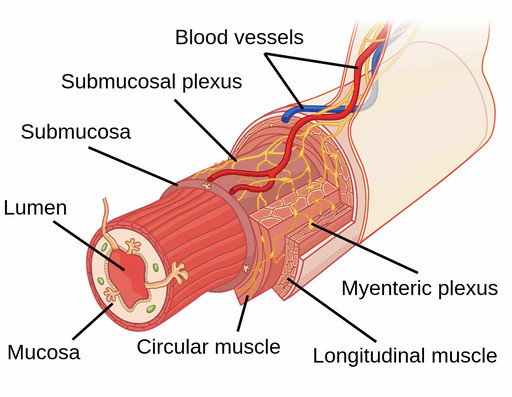 Blood vessels
Submucosal plexus
Submucosa
Lumen
Myenteric plexus
Mucosa
Circular muscle
Longitudinal muscle